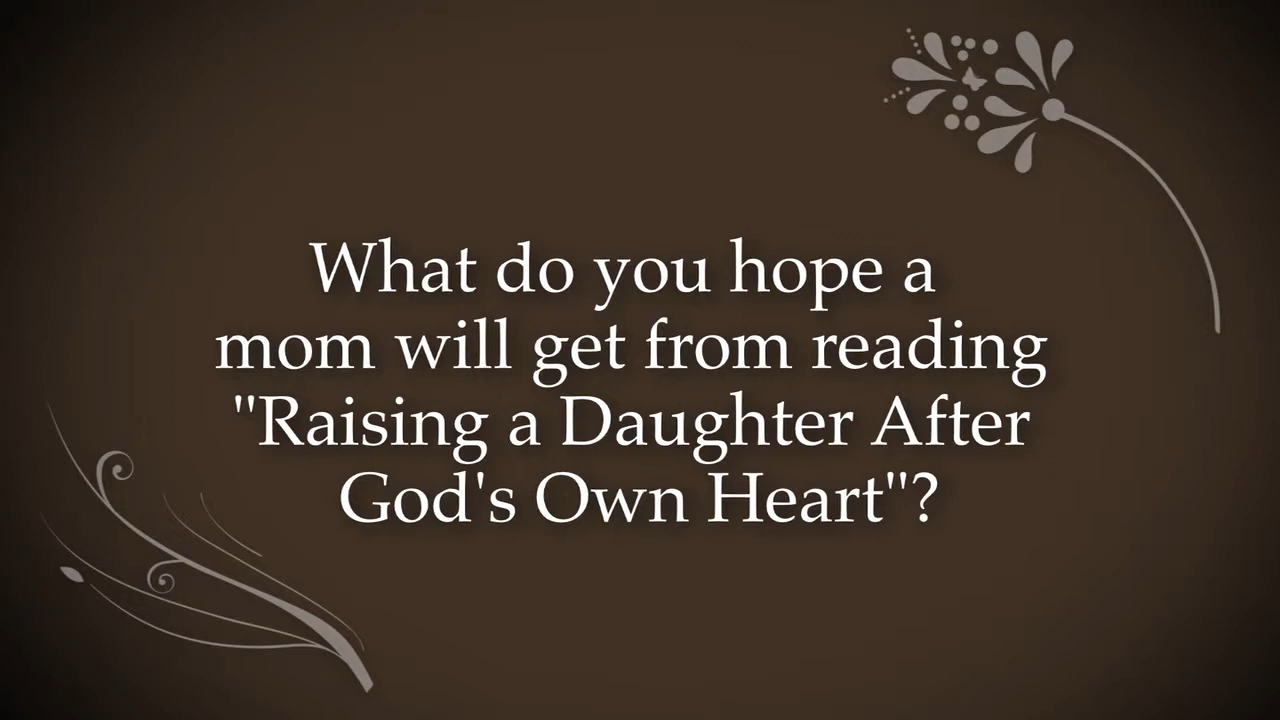 What do you hope a
mom will get from reading
"Raising a Daughter After
God's Own Heart"?